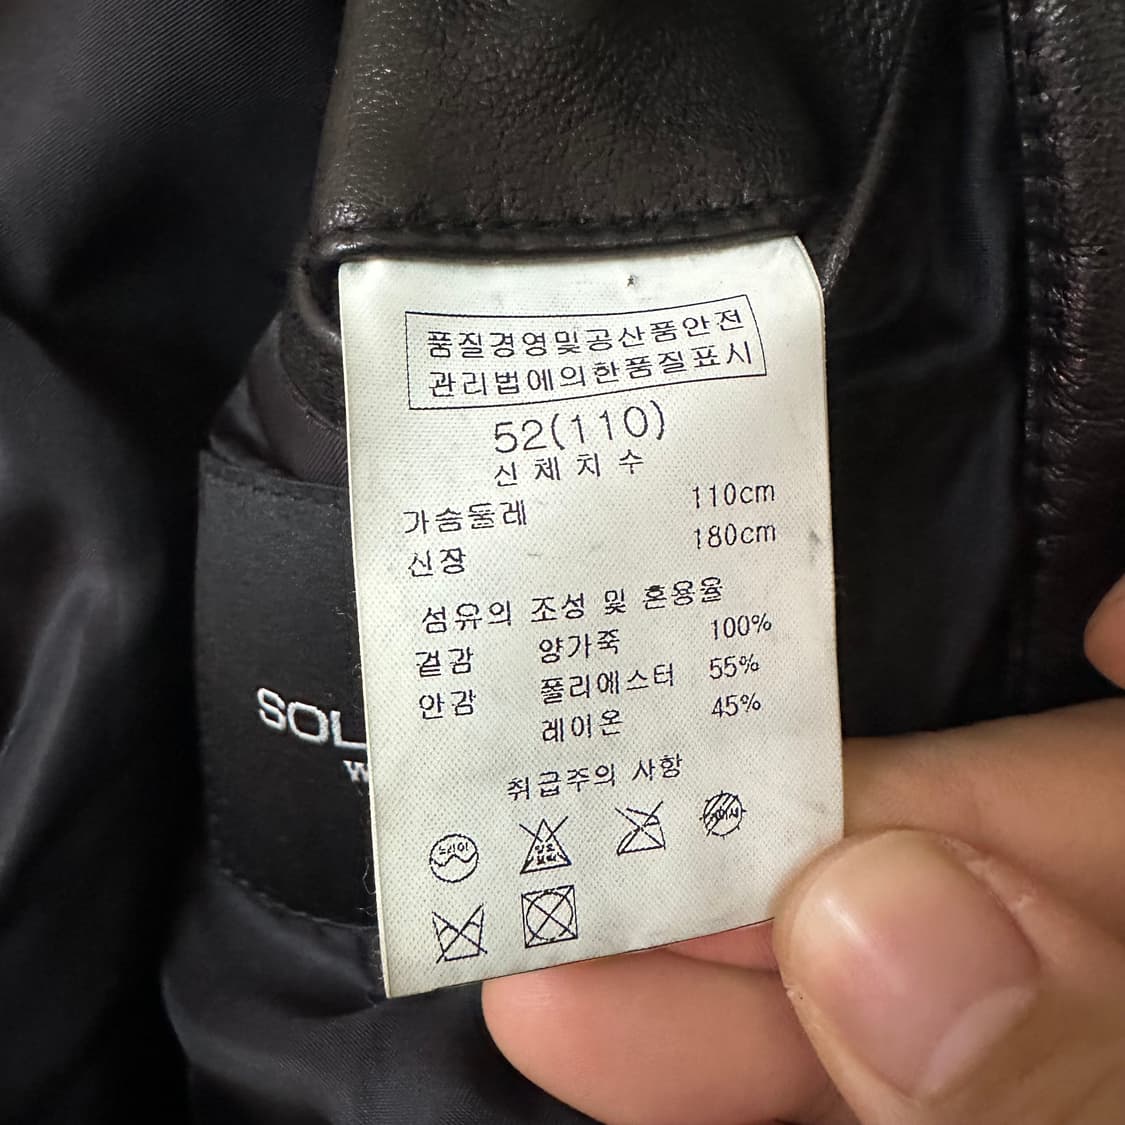 품질경영및공산품안전
관리법에의한품질표시
52(110)
신체치수
가슴둘레 110cm
신장 180cm
섬유의 조성 및 혼용율
겉감 양가죽 100%
안감 폴리에스터 55%
레이온 45%
취급주의 사항
드라이
SOL